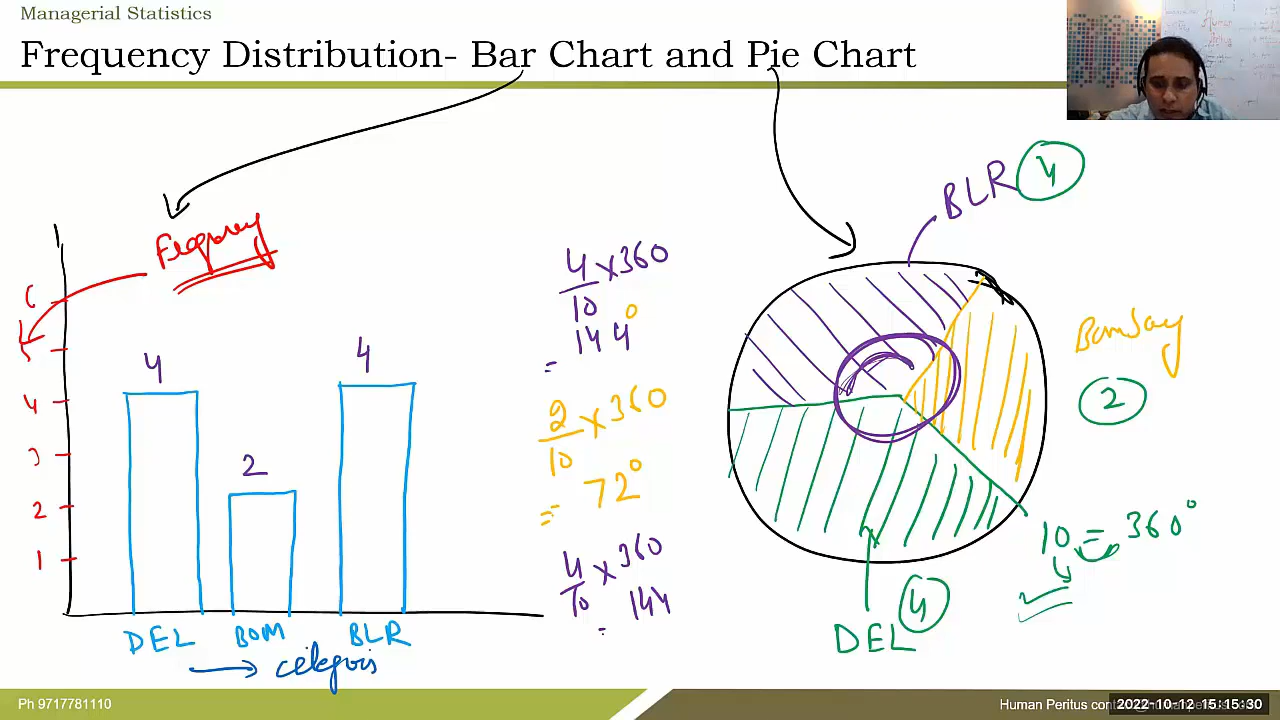 Managerial Statistics
Frequency Distribution- Bar Chart and Pie Chart
BLR 4
4/10 x 360
= 144°
2/10 x 360
= 72°
4/10 x 360
= 144
6
5
4
3
2
1
4
2
4
DEL BOM BLR
Bombay
2
10 = 360°
DEL 4
Ph 9717781110
Human Peritus
2022-10-12 15:15:30